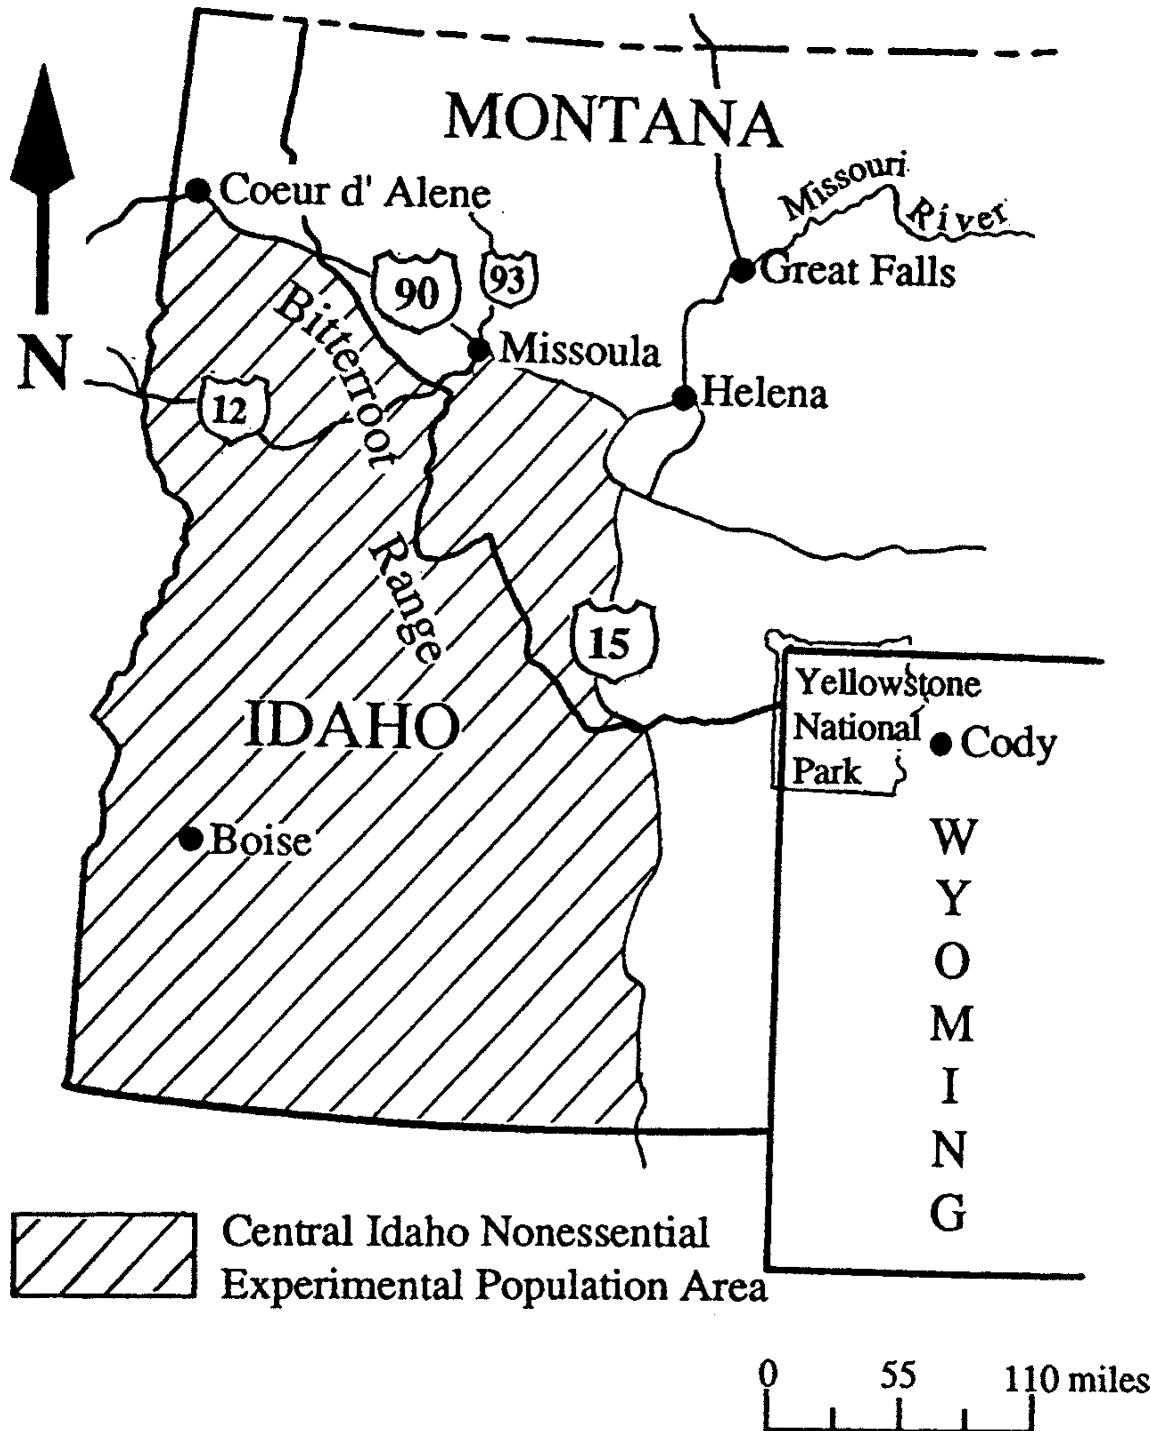 MONTANA
Coeur d' Alene
Missouri
River
90
93
Great Falls
N
Bitterroot
Missoula
12
Helena
Range
15
Yellowstone
National
Park
Cody
IDAHO
Boise
WYOMING
Central Idaho Nonessential
Experimental Population Area
0 55 110 miles